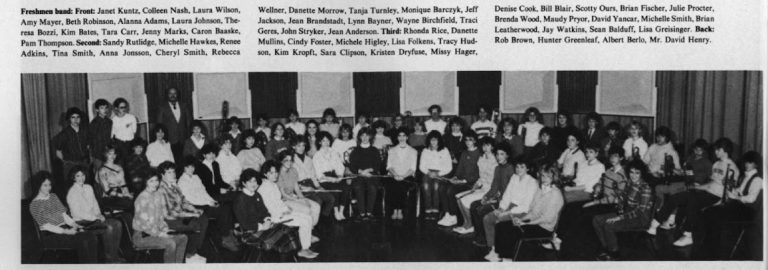 Freshmen band: Front: Janet Kuntz, Colleen Nash, Laura Wilson,
Amy Mayer, Beth Robinson, Alanna Adams, Laura Johnson, The-
resa Bozzi, Kim Bates, Tara Carr, Jenny Marks, Caron Baaske,
Pam Thompson. Second: Sandy Rutlidge, Michelle Hawkes, Renee
Adkins, Tina Smith, Anna Jonsson, Cheryl Smith, Rebecca
Wellner, Danette Morrow, Tanja Turnley, Monique Barczyk, Jeff
Jackson, Jean Brandstadt, Lynn Bayner, Wayne Birchfield, Traci
Geres, John Stryker, Jean Anderson. Third: Rhonda Rice, Danette
Mullins, Cindy Foster, Michele Higley, Lisa Folkens, Tracy Hud-
son, Kim Kropft, Sara Clipson, Kristen Dryfuse, Missy Hager,
Denise Cook, Bill Blair, Scotty Ours, Scott Fischer, Julie Procter,
Brenda Wood, Maudy Pryor, David Yancar, Michelle Smith, Brian
Leatherwood, Jay Watkins, Sean Balduff, Lisa Greisinger. Back:
Rob Brown, Hunter Greenleaf, Albert Berlo, Mr. David Henry.